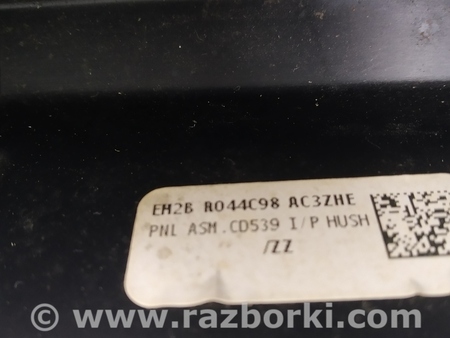 EM2B R044C98 AC3ZHE
PNL ASM.CD539 I/P HUSH
/ZZ
© www.razborki.com